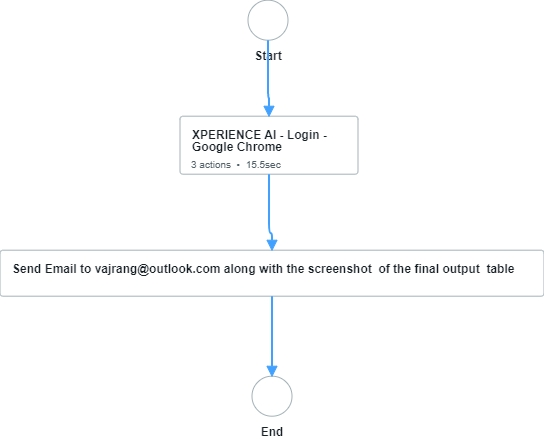 Start
XPERIENCE AI - Login -
Google Chrome
3 actions • 15.5sec
Send Email to vajrang@outlook.com along with the screenshot of the final output table
End